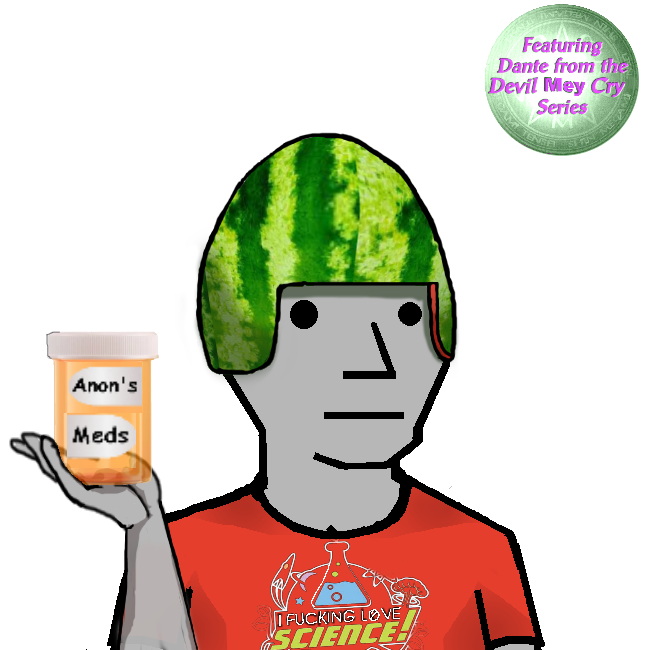 Featuring
Dante from the
Devil Mey Cry
Series
Anon's
Meds
I FUCKING LOVE
SCIENCE!